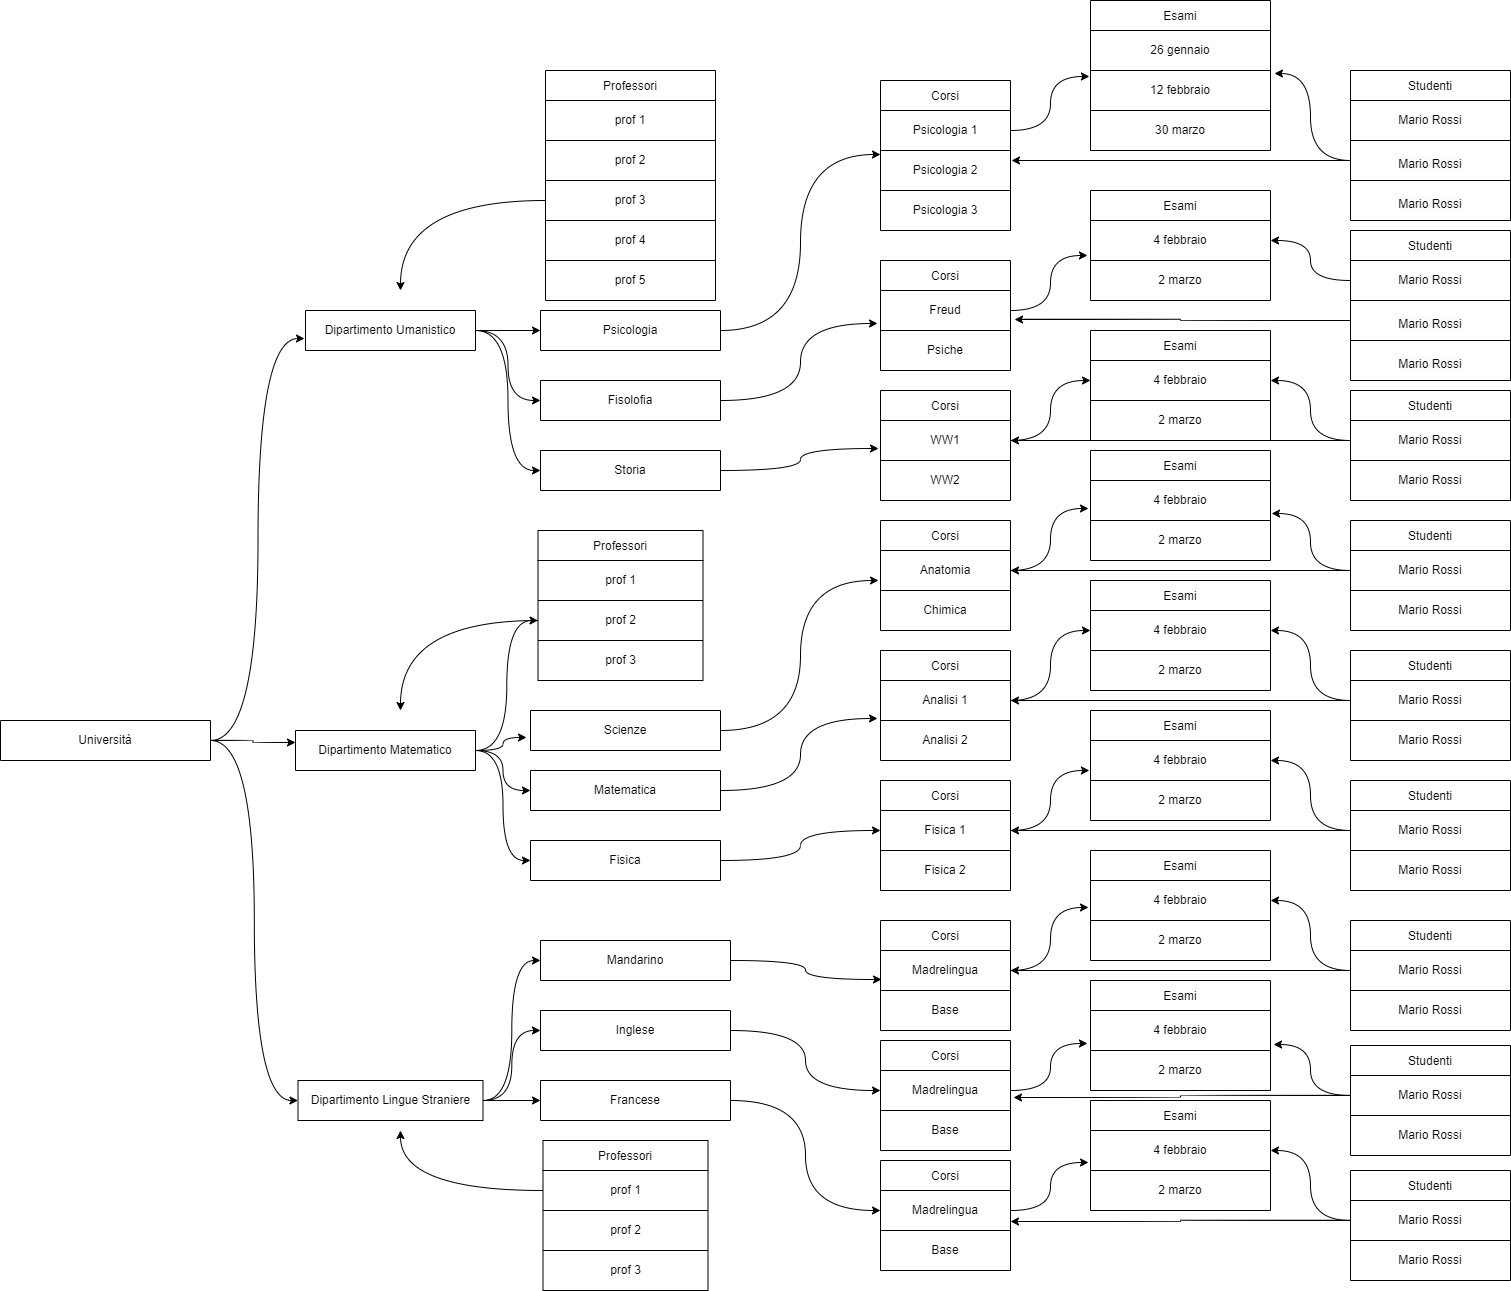 Università
Dipartimento Umanistico
Professori
prof 1
prof 2
prof 3
prof 4
prof 5
Psicologia
Fisolofia
Storia
Corsi
Psicologia 1
Psicologia 2
Psicologia 3
Esami
26 gennaio
12 febbraio
30 marzo
Studenti
Mario Rossi
Mario Rossi
Mario Rossi
Corsi
Freud
Psiche
Esami
4 febbraio
2 marzo
Studenti
Mario Rossi
Mario Rossi
Mario Rossi
Corsi
WW1
WW2
Esami
4 febbraio
2 marzo
Studenti
Mario Rossi
Mario Rossi
Dipartimento Matematico
Professori
prof 1
prof 2
prof 3
Scienze
Matematica
Fisica
Corsi
Anatomia
Chimica
Esami
4 febbraio
2 marzo
Studenti
Mario Rossi
Mario Rossi
Corsi
Analisi 1
Analisi 2
Esami
4 febbraio
2 marzo
Studenti
Mario Rossi
Mario Rossi
Corsi
Fisica 1
Fisica 2
Esami
4 febbraio
2 marzo
Studenti
Mario Rossi
Mario Rossi
Dipartimento Lingue Straniere
Mandarino
Inglese
Francese
Professori
prof 1
prof 2
prof 3
Corsi
Madrelingua
Base
Esami
4 febbraio
2 marzo
Studenti
Mario Rossi
Mario Rossi
Corsi
Madrelingua
Base
Esami
4 febbraio
2 marzo
Studenti
Mario Rossi
Mario Rossi
Corsi
Madrelingua
Base
Esami
4 febbraio
2 marzo
Studenti
Mario Rossi
Mario Rossi